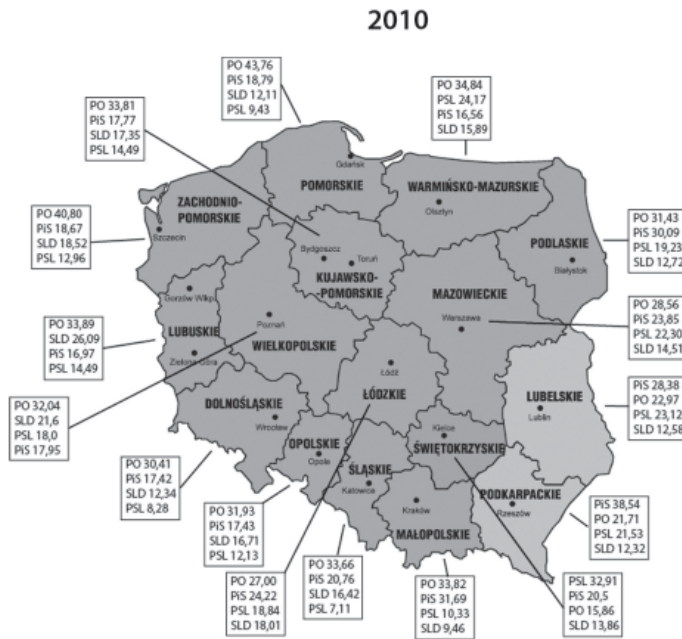 2010
PO 43,76
PiS 18,79
SLD 12,11
PSL 9,43
PO 34,84
PSL 24,17
PiS 16,56
SLD 15,89
PO 33,81
PiS 17,77
SLD 17,35
PSL 14,49
Gdańsk
POMORSKIE
WARMIŃSKO-MAZURSKIE
Olsztyn
ZACHODNIO-
POMORSKIE
Szczecin
PO 40,80
PiS 18,67
SLD 18,52
PSL 12,96
PO 31,43
PiS 30,09
PSL 19,23
SLD 12,72
PODLASKIE
Białystok
Bydgoszcz
Toruń
KUJAWSKO-
POMORSKIE
MAZOWIECKIE
Warszawa
PO 28,56
PiS 23,85
PSL 22,30
SLD 14,51
Gorzów Wlkp.
LUBUSKIE
Zielona Góra
PO 33,89
SLD 26,09
PiS 16,97
PSL 14,49
Poznań
WIELKOPOLSKIE
Łódź
ŁÓDZKIE
LUBELSKIE
Lublin
PiS 28,38
PO 22,97
PSL 23,12
SLD 12,58
PO 32,04
SLD 21,6
PSL 18,0
PiS 17,95
DOLNOŚLĄSKIE
Wrocław
OPOLSKIE
Opole
ŚLĄSKIE
Katowice
Kielce
ŚWIĘTOKRZYSKIE
Kraków
MAŁOPOLSKIE
PODKARPACKIE
Rzeszów
PO 30,41
PiS 17,42
SLD 12,34
PSL 8,28
PO 31,93
PiS 17,43
SLD 16,71
PSL 12,13
PiS 38,54
PO 21,71
PSL 21,53
SLD 12,32
PO 27,00
PiS 24,22
PSL 18,84
SLD 18,01
PO 33,66
PiS 20,76
SLD 16,42
PSL 7,11
PO 33,82
PiS 31,69
PSL 10,33
SLD 9,46
PSL 32,91
PiS 20,5
PO 15,86
SLD 13,86